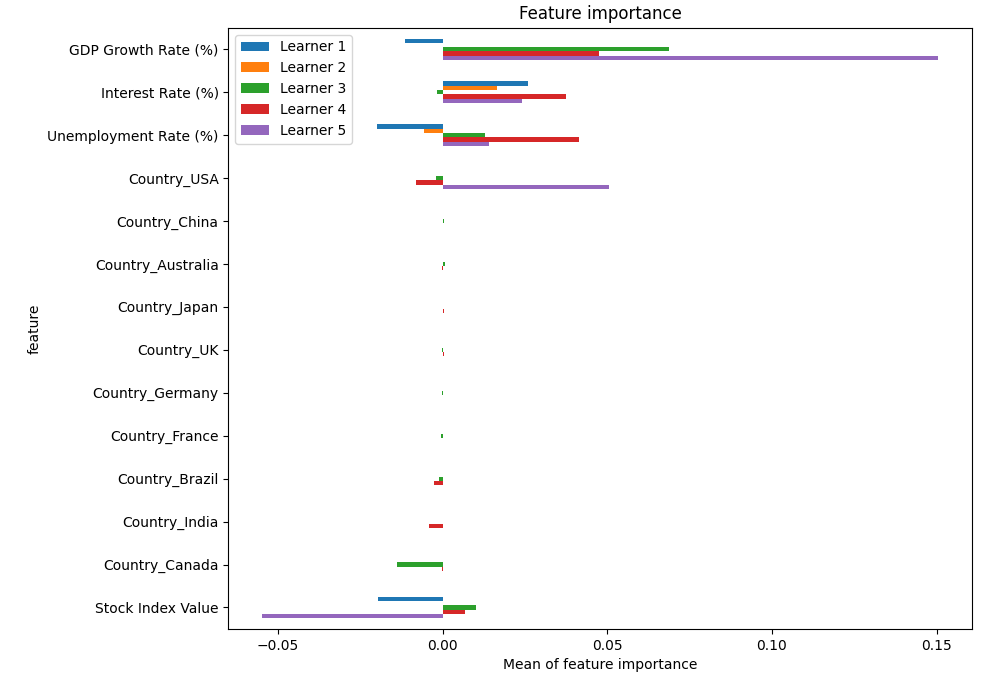 Feature importance
Learner 1
Learner 2
Learner 3
Learner 4
Learner 5
GDP Growth Rate (%)
Interest Rate (%)
Unemployment Rate (%)
Country_USA
Country_China
Country_Australia
Country_Japan
Country_UK
Country_Germany
Country_France
Country_Brazil
Country_India
Country_Canada
Stock Index Value
feature
−0.05 0.00 0.05 0.10 0.15
Mean of feature importance